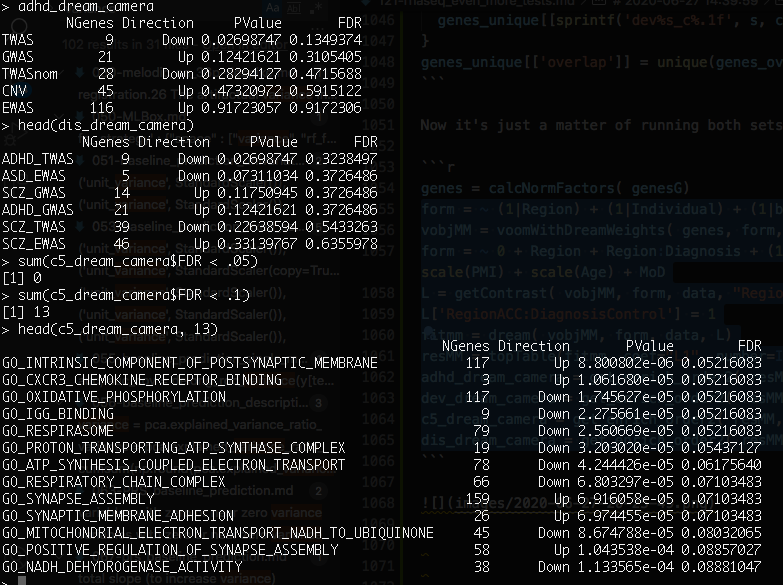 > adhd_dream_camera
NGenes Direction PValue FDR
TWAS 9 Down 0.02698747 0.1349374
GWAS 21 Up 0.12421621 0.3105405
TWASnom 28 Down 0.28294127 0.4715688
CNV 45 Up 0.47320972 0.5915122
EWAS 116 Up 0.91723057 0.9172306
> head(dis_dream_camera)
NGenes Direction PValue FDR
ADHD_TWAS 9 Down 0.02698747 0.3238497
ASD_EWAS 5 Down 0.07311034 0.3726486
SCZ_GWAS 14 Up 0.11750945 0.3726486
ADHD_GWAS 21 Up 0.12421621 0.3726486
SCZ_TWAS 39 Down 0.22638594 0.5433263
SCZ_EWAS 46 Up 0.33139767 0.6355978
> sum(c5_dream_camera$FDR < .05)
[1] 0
> sum(c5_dream_camera$FDR < .1)
[1] 13
> head(c5_dream_camera, 13)
NGenes Direction PValue FDR
GO_INTRINSIC_COMPONENT_OF_POSTSYNAPTIC_MEMBRANE 117 Up 8.800802e-06 0.05216083
GO_CXCR3_CHEMOKINE_RECEPTOR_BINDING 3 Up 1.061680e-05 0.05216083
GO_OXIDATIVE_PHOSPHORYLATION 117 Down 1.745627e-05 0.05216083
GO_IGG_BINDING 9 Down 2.275661e-05 0.05216083
GO_RESPIRASOME 79 Down 2.560669e-05 0.05216083
GO_PROTON_TRANSPORTING_ATP_SYNTHASE_COMPLEX 19 Down 3.203020e-05 0.05437127
GO_ATP_SYNTHESIS_COUPLED_ELECTRON_TRANSPORT 78 Down 4.244426e-05 0.06175640
GO_RESPIRATORY_CHAIN_COMPLEX 66 Down 6.803297e-05 0.07103483
GO_SYNAPSE_ASSEMBLY 159 Up 6.916058e-05 0.07103483
GO_SYNAPTIC_MEMBRANE_ADHESION 26 Up 6.974455e-05 0.07103483
GO_MITOCHONDRIAL_ELECTRON_TRANSPORT_NADH_TO_UBIQUINONE 45 Down 8.674788e-05 0.08032065
GO_POSITIVE_REGULATION_OF_SYNAPSE_ASSEMBLY 58 Up 1.043538e-04 0.08857027
GO_NADH_DEHYDROGENASE_ACTIVITY 38 Down 1.133565e-04 0.08881047
>
1046 genes_unique[[sprintf('dev%s_c%.1f', s,
1047 }
1048 genes_unique[['overlap']] = unique(genes_ov
1049 ```
1051 Now it's just a matter of running both sets
1053 ```r
1054 genes = calcNormFactors( genesG)
form = ~ (1|Region) + (1|Individual) + (1|b
vobjMM = voomWithDreamWeights( genes, form,
form = ~ 0 + Region + Region:Diagnosis + (1
scale(PMI) + scale(Age) + MoD
1058 L = getContrast( vobjMM, form, data, "Regio
1059 L['RegionACC:DiagnosisControl'] = 1
1060 fitmm = dream( vobjMM, form, data, L)